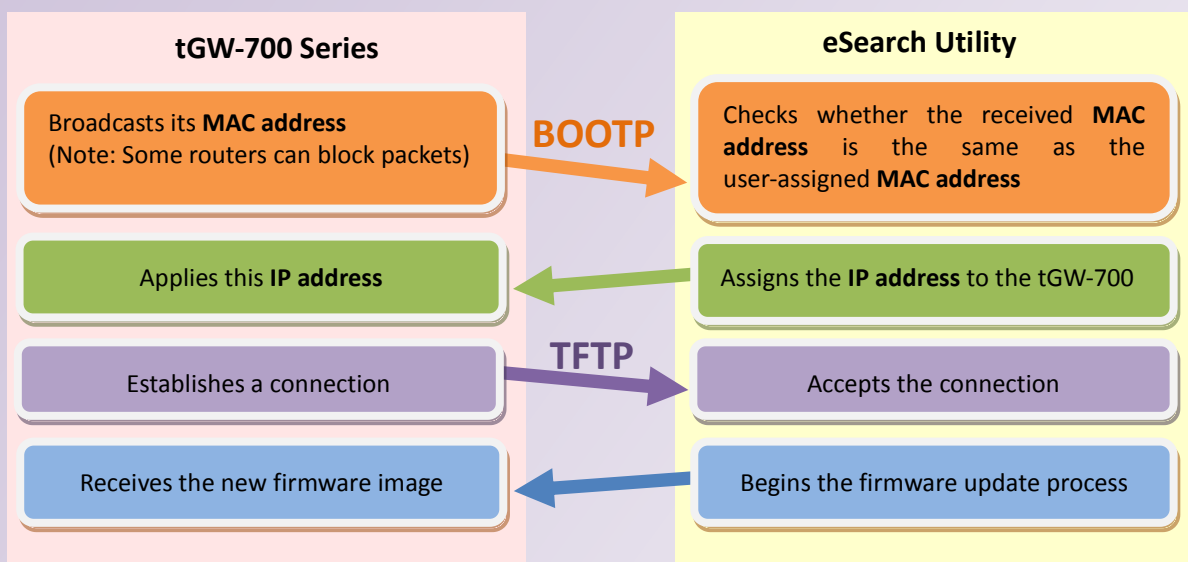 tGW-700 Series
eSearch Utility
Broadcasts its MAC address
(Note: Some routers can block packets)
BOOTP
Checks whether the received MAC
address is the same as the
user-assigned MAC address
Applies this IP address
Assigns the IP address to the tGW-700
TFTP
Establishes a connection
Accepts the connection
Receives the new firmware image
Begins the firmware update process